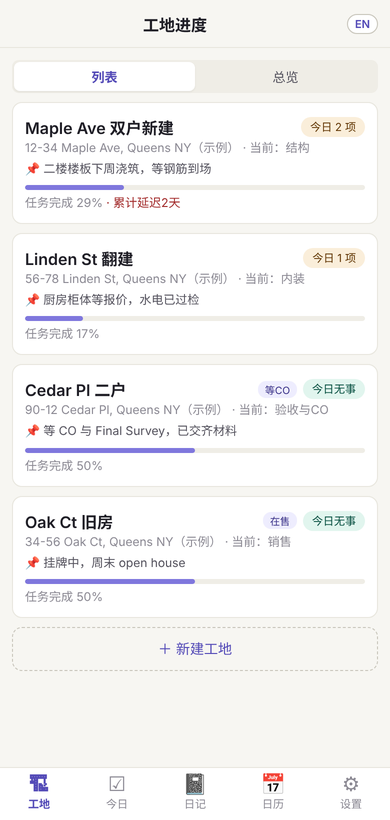 工地进度
EN
列表
总览
Maple Ave 双户新建
今日 2 项
12-34 Maple Ave, Queens NY（示例） · 当前：结构
📌 二楼楼板下周浇筑，等钢筋到场
任务完成 29% · 累计延迟2天
Linden St 翻建
今日 1 项
56-78 Linden St, Queens NY（示例） · 当前：内装
📌 厨房柜体等报价，水电已过检
任务完成 17%
Cedar Pl 二户
等CO
今日无事
90-12 Cedar Pl, Queens NY（示例） · 当前：验收与CO
📌 等 CO 与 Final Survey，已交齐材料
任务完成 50%
Oak Ct 旧房
在售
今日无事
34-56 Oak Ct, Queens NY（示例） · 当前：销售
📌 挂牌中，周末 open house
任务完成 50%
＋ 新建工地
工地
今日
日记
日历
设置